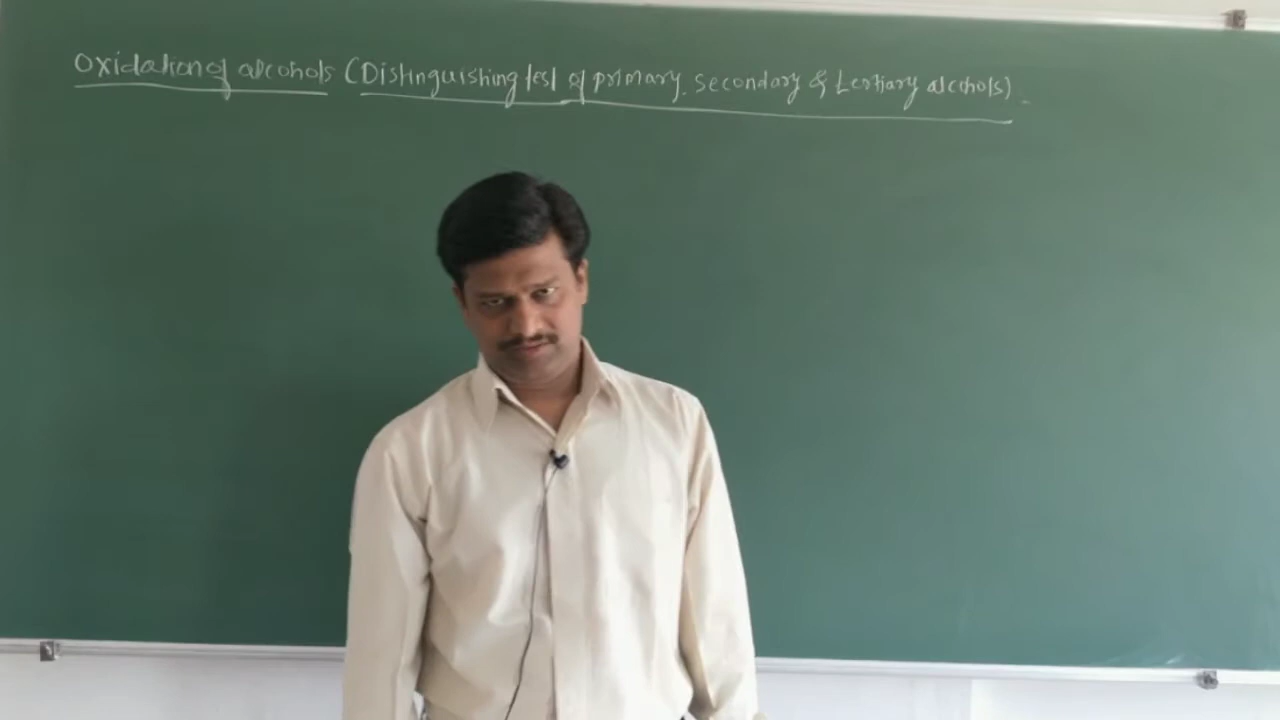 Oxidation of alcohols (Distinguishing test of primary, secondary & tertiary alcohols).